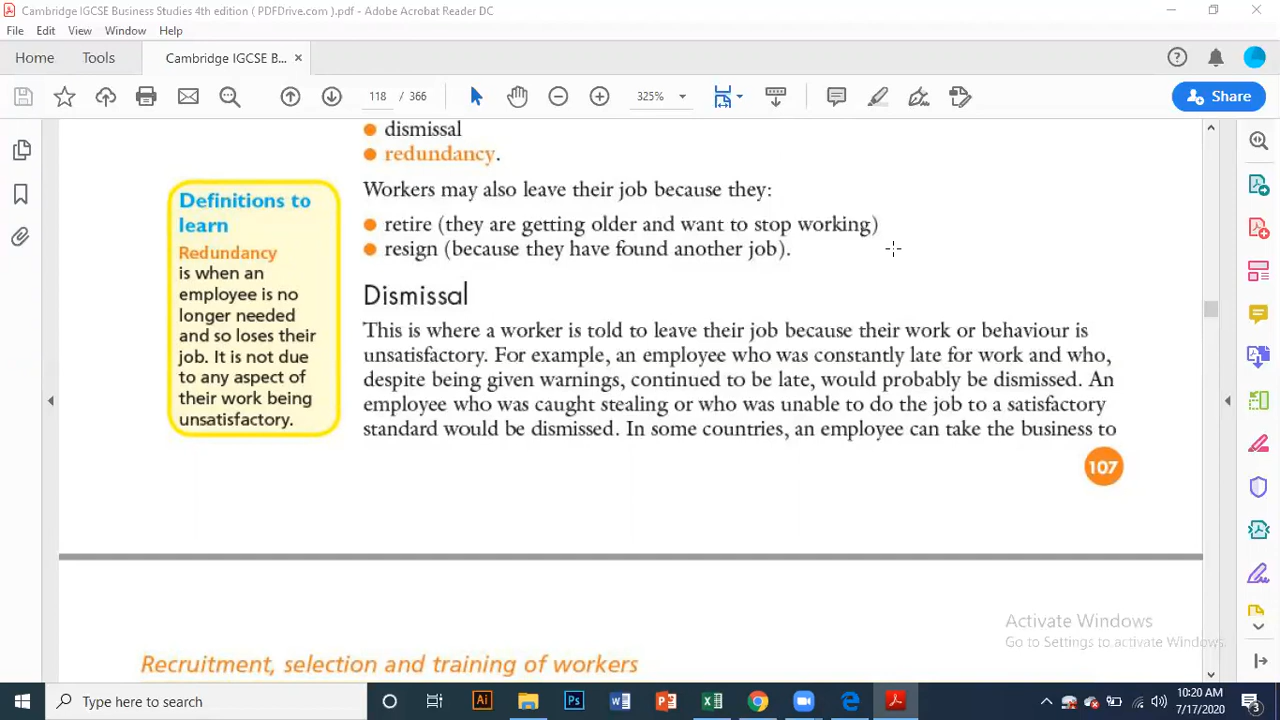 Cambridge IGCSE Business Studies 4th edition ( PDFDrive.com ).pdf - Adobe Acrobat Reader DC
File Edit View Window Help
Home Tools Cambridge IGCSE B... ×
118 / 366 325% Share
dismissal
redundancy.
Workers may also leave their job because they:
retire (they are getting older and want to stop working)
resign (because they have found another job).
Definitions to
learn
Redundancy
is when an
employee is no
longer needed
and so loses their
job. It is not due
to any aspect of
their work being
unsatisfactory.
Dismissal
This is where a worker is told to leave their job because their work or behaviour is
unsatisfactory. For example, an employee who was constantly late for work and who,
despite being given warnings, continued to be late, would probably be dismissed. An
employee who was caught stealing or who was unable to do the job to a satisfactory
standard would be dismissed. In some countries, an employee can take the business to
107
Recruitment, selection and training of workers
Activate Windows
Go to Settings to activate Windows.
Type here to search
Ai Ps
10:20 AM
7/17/2020
3